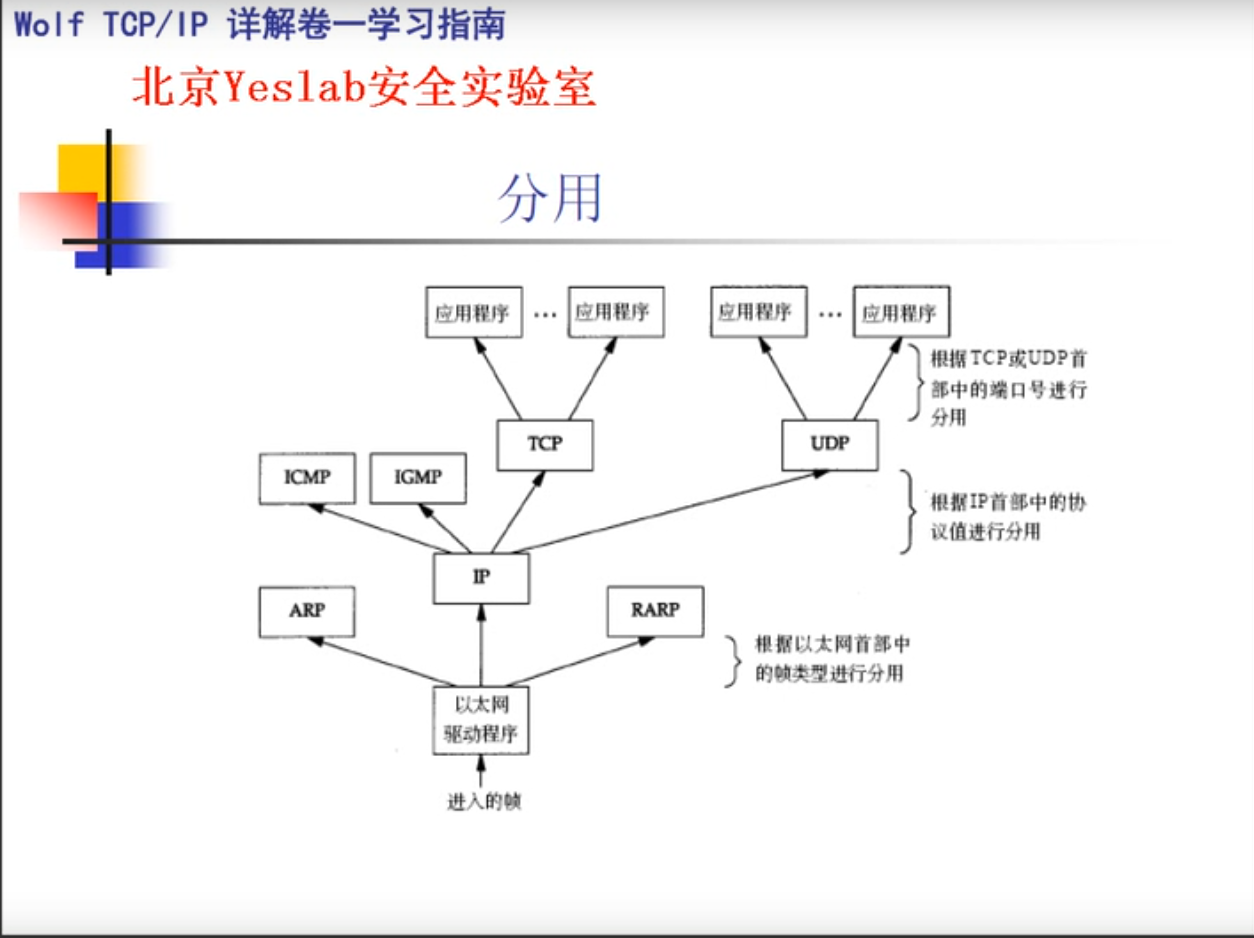 Wolf TCP/IP 详解卷一学习指南
北京Yeslab安全实验室
分用
应用程序 ... 应用程序 应用程序 ... 应用程序
根据TCP或UDP首
部中的端口号进行
分用
TCP UDP
ICMP IGMP
根据IP首部中的协
议值进行分用
IP
ARP RARP
根据以太网首部中
的帧类型进行分用
以太网
驱动程序
进入的帧